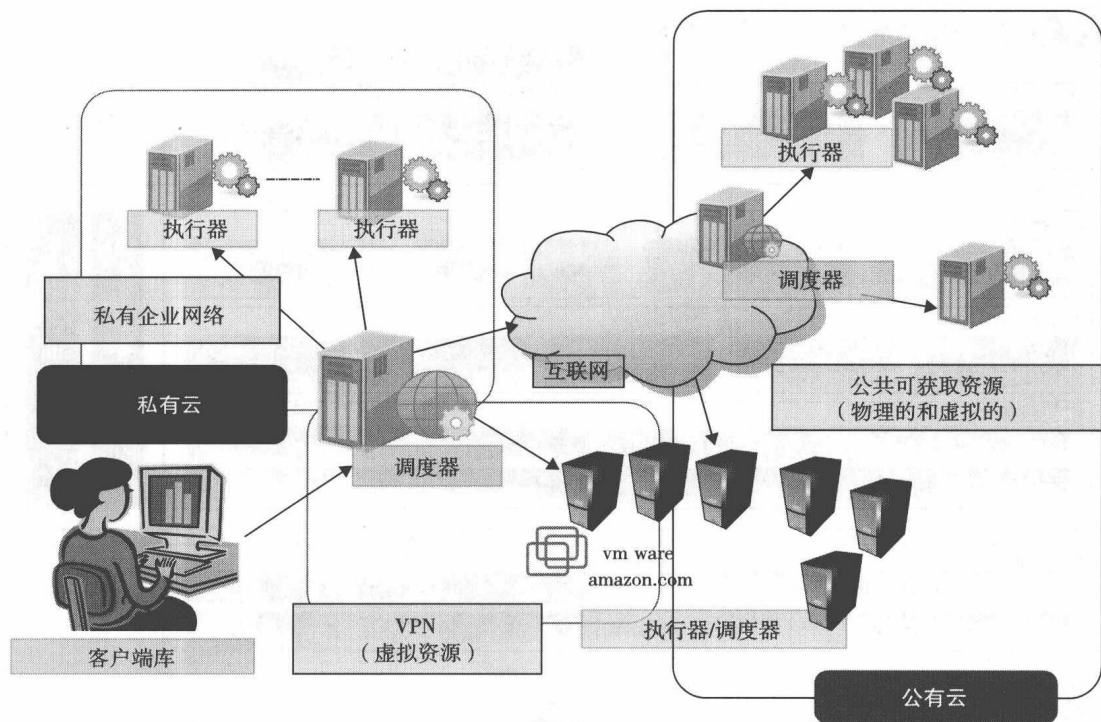 执行器
执行器
执行器
私有企业网络
调度器
互联网
私有云
公共可获取资源
（物理的和虚拟的）
调度器
vm ware
amazon.com
VPN
（虚拟资源）
执行器/调度器
客户端库
公有云